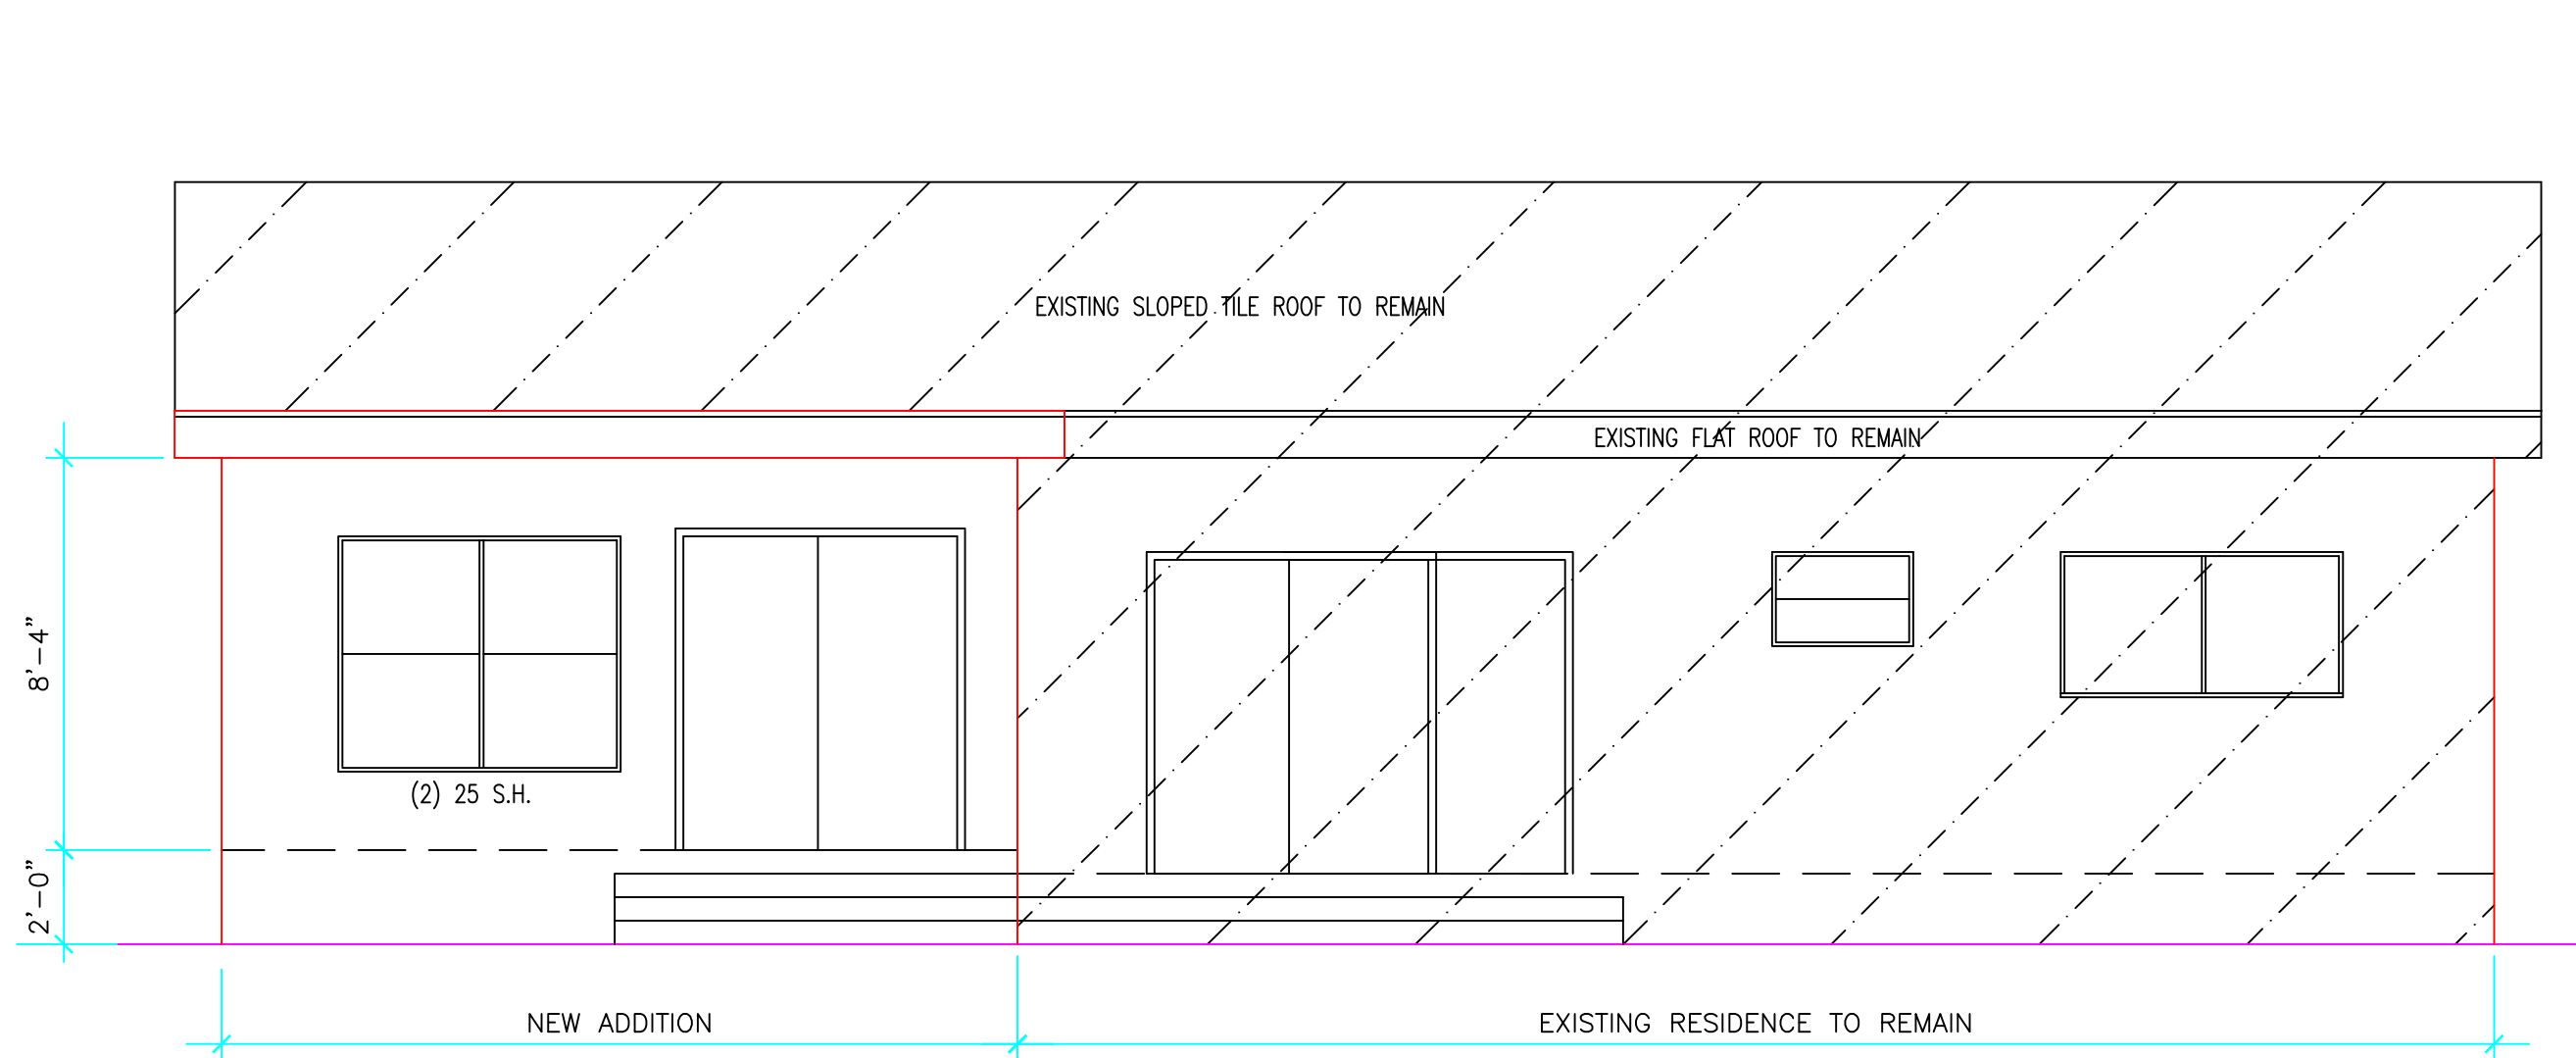 EXISTING SLOPED TILE ROOF TO REMAIN
EXISTING FLAT ROOF TO REMAIN
8'-4"
(2) 25 S.H.
2'-0"
NEW ADDITION
EXISTING RESIDENCE TO REMAIN